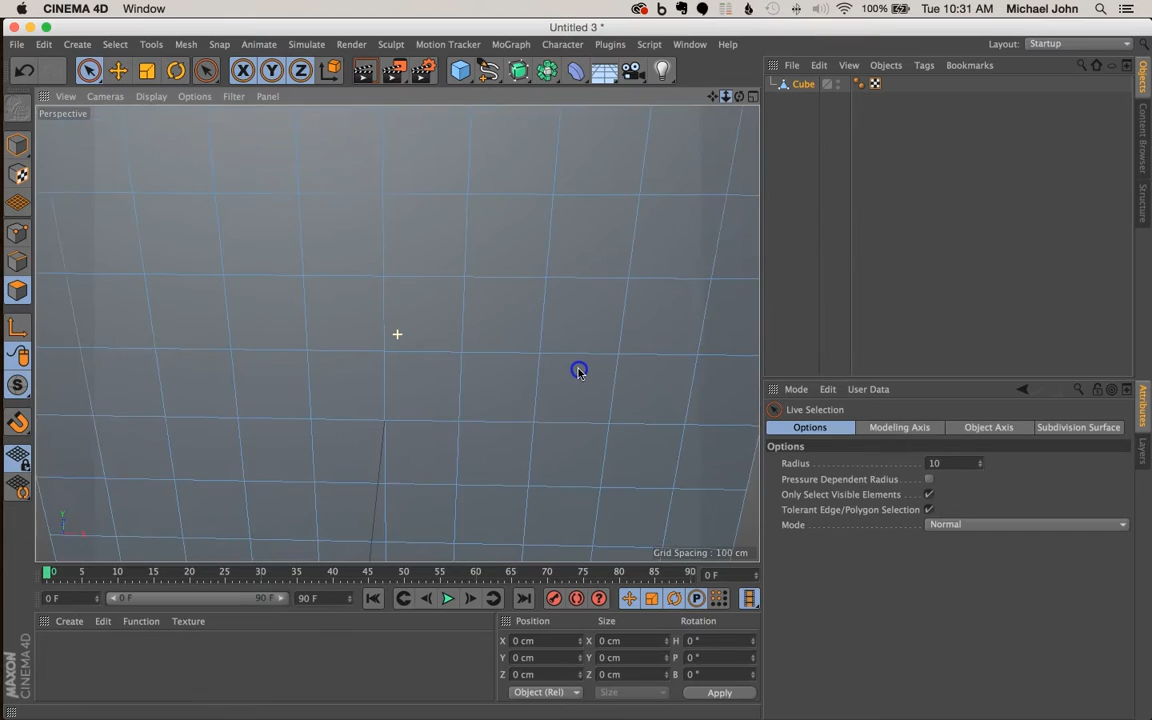 CINEMA 4D Window 100% Tue 10:31 AM Michael John
Untitled 3 *
File Edit Create Select Tools Mesh Snap Animate Simulate Render Sculpt Motion Tracker MoGraph Character Plugins Script Window Help Layout: Startup
X Y Z
File Edit View Objects Tags Bookmarks
View Cameras Display Options Filter Panel
Cube
Perspective
Objects
Content Browser
Structure
Mode Edit User Data
Live Selection
Options Modeling Axis Object Axis Subdivision Surface
Options
Radius 10
Pressure Dependent Radius
Only Select Visible Elements
Tolerant Edge/Polygon Selection
Mode Normal
Attributes
Layers
S
Y
X
Grid Spacing : 100 cm
0 5 10 15 20 25 30 35 40 45 50 55 60 65 70 75 80 85 90 0 F
0 F 0 F 90 F 90 F P
Create Edit Function Texture
Position Size Rotation
X 0 cm X 0 cm H 0 °
Y 0 cm Y 0 cm P 0 °
Z 0 cm Z 0 cm B 0 °
Object (Rel) Size Apply
MAXON
CINEMA 4D